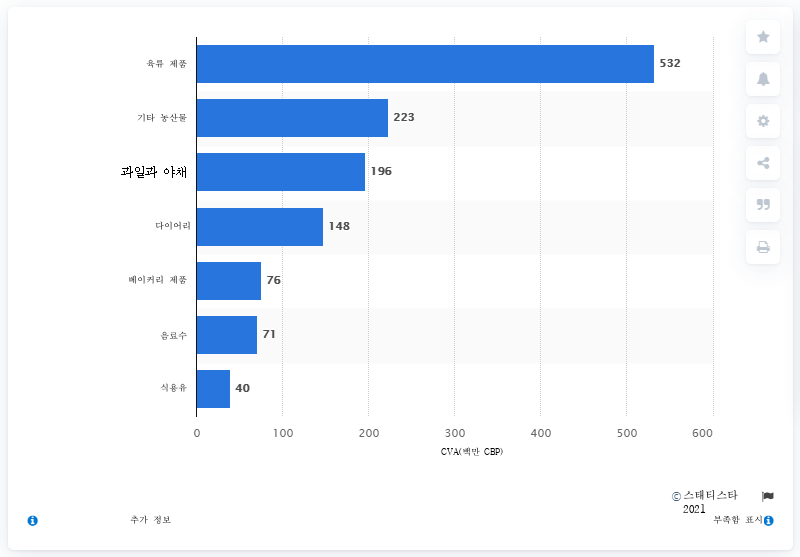 육류 제품
532
기타 농산물
223
과일과 야채
196
다이어리
148
베이커리 제품
76
음료수
71
식용유
40
0 100 200 300 400 500 600
CVA(백만 CBP)
© 스태티스타
2021
추가 정보
부족함 표시